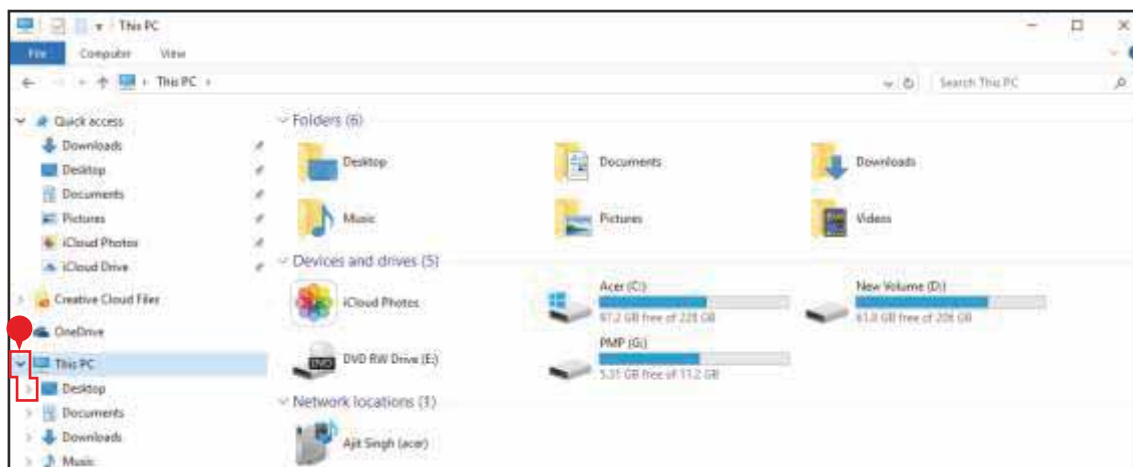 This PC
File Computer View
This PC
Search This PC
Quick access
Downloads
Desktop
Documents
Pictures
iCloud Photos
iCloud Drive
Creative Cloud Files
OneDrive
This PC
Desktop
Documents
Downloads
Music
Folders (6)
Desktop
Documents
Downloads
Music
Pictures
Videos
Devices and drives (5)
iCloud Photos
Acer (C:)
67.2 GB free of 228 GB
New Volume (D:)
61.8 GB free of 206 GB
DVD RW Drive (E:)
PMP (G:)
5.31 GB free of 11.2 GB
Network locations (1)
Ajit Singh (acer)